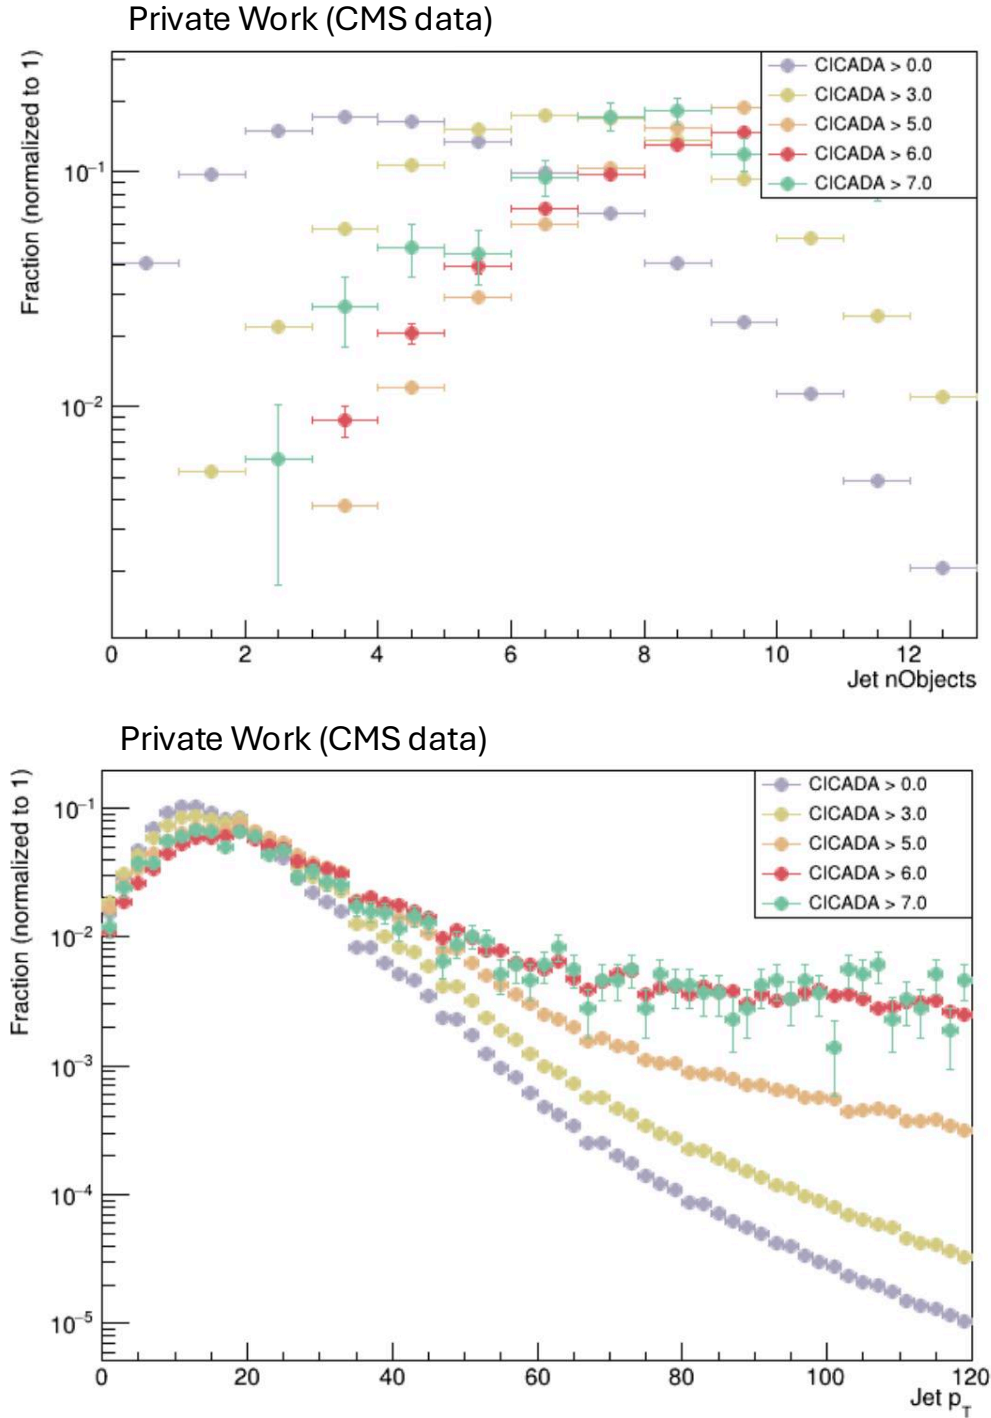 Private Work (CMS data)
Fraction (normalized to 1)
CICADA > 0.0
CICADA > 3.0
CICADA > 5.0
CICADA > 6.0
CICADA > 7.0
10⁻¹
10⁻²
0 2 4 6 8 10 12
Jet nObjects
Private Work (CMS data)
Fraction (normalized to 1)
CICADA > 0.0
CICADA > 3.0
CICADA > 5.0
CICADA > 6.0
CICADA > 7.0
10⁻¹
10⁻²
10⁻³
10⁻⁴
10⁻⁵
0 20 40 60 80 100 120
Jet p_T